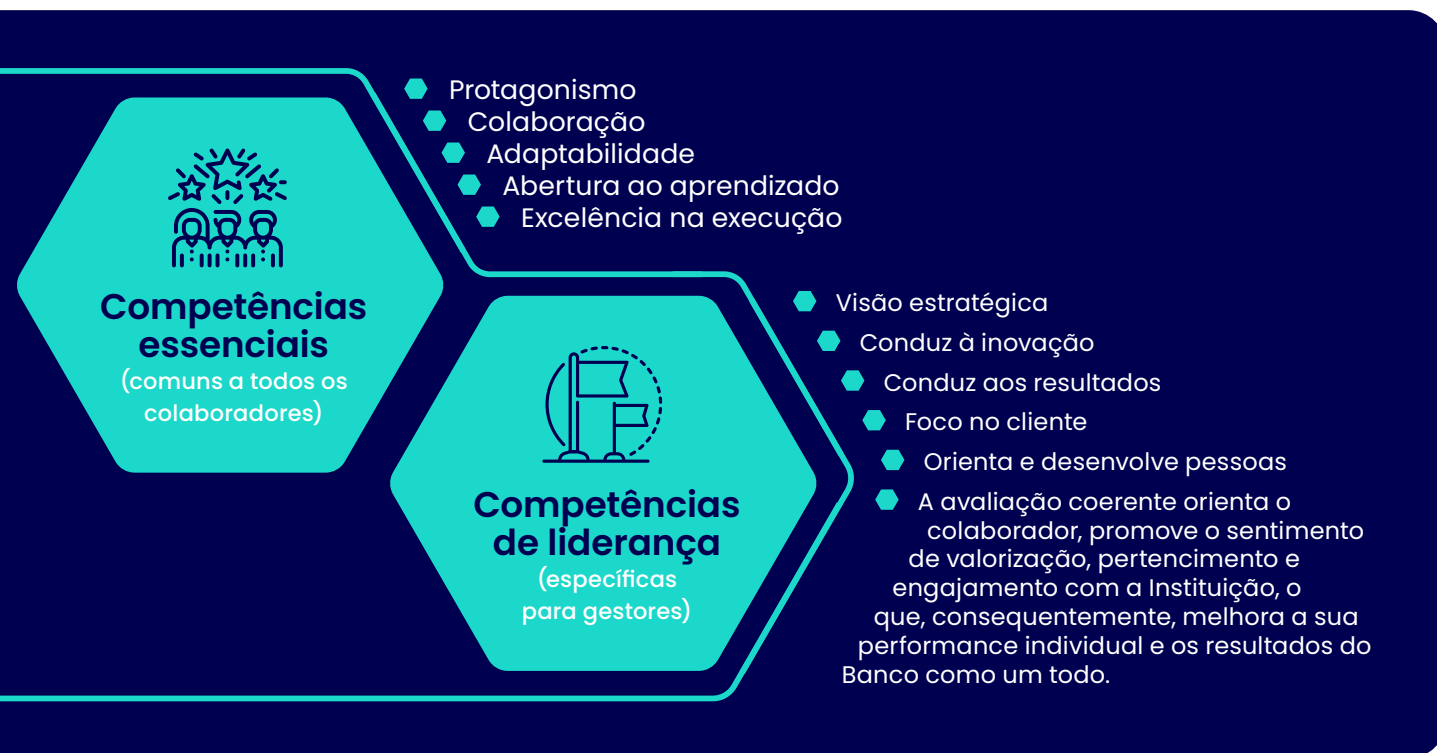 Competências
essenciais
(comuns a todos os
colaboradores)
Protagonismo
Colaboração
Adaptabilidade
Abertura ao aprendizado
Excelência na execução
Competências
de liderança
(específicas
para gestores)
Visão estratégica
Conduz à inovação
Conduz aos resultados
Foco no cliente
Orienta e desenvolve pessoas
A avaliação coerente orienta o
colaborador, promove o sentimento
de valorização, pertencimento e
engajamento com a Instituição, o
que, consequentemente, melhora a sua
performance individual e os resultados do
Banco como um todo.